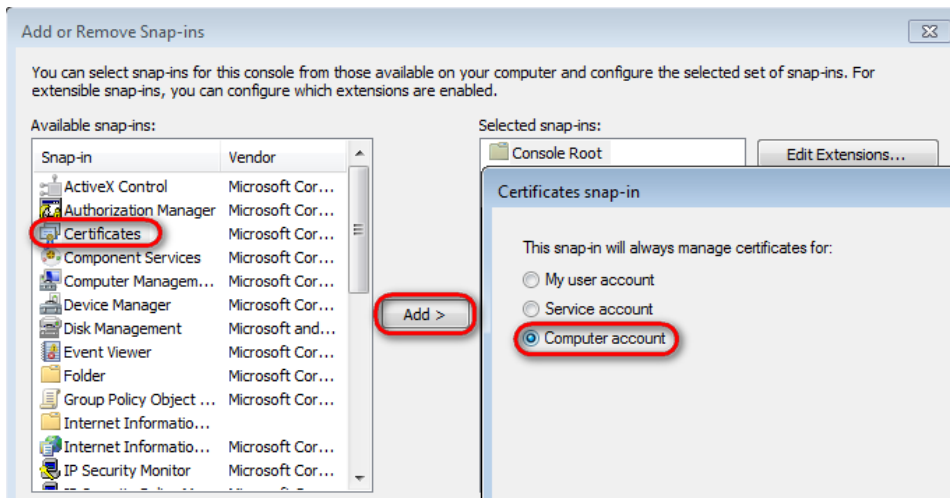 Add or Remove Snap-ins
You can select snap-ins for this console from those available on your computer and configure the selected set of snap-ins. For
extensible snap-ins, you can configure which extensions are enabled.
Available snap-ins:
Snap-in Vendor
ActiveX Control Microsoft Cor...
Authorization Manager Microsoft Cor...
Certificates Microsoft Cor...
Component Services Microsoft Cor...
Computer Managem... Microsoft Cor...
Device Manager Microsoft Cor...
Disk Management Microsoft and...
Event Viewer Microsoft Cor...
Folder Microsoft Cor...
Group Policy Object ... Microsoft Cor...
Internet Informatio...
Internet Informatio... Microsoft Cor...
IP Security Monitor Microsoft Cor...
Add >
Selected snap-ins:
Console Root
Edit Extensions...
Certificates snap-in
This snap-in will always manage certificates for:
My user account
Service account
Computer account